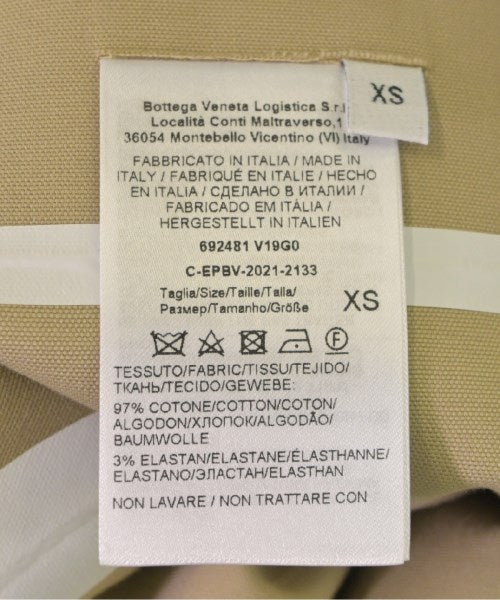 XS
Bottega Veneta Logistica S.r.l
Località Conti Maltraverso,1
36054 Montebello Vicentino (VI) Italy
FABBRICATO IN ITALIA / MADE IN
ITALY / FABRIQUÉ EN ITALIE / HECHO
EN ITALIA / СДЕЛАНО В ИТАЛИИ /
FABRICADO EM ITÀLIA /
HERGESTELLT IN ITALIEN
692481 V19G0
C-EPBV-2021-2133
Taglia/Size/Taille/Talla/
Размер/Tamanho/Größe XS
F
TESSUTO/FABRIC/TISSU/TEJIDO/
ТКАНЬ/TECIDO/GEWEBE:
97% COTONE/COTTON/COTON/
ALGODON/ХЛОПОК/ALGODÃO/
BAUMWOLLE
3% ELASTAN/ELASTANE/ÉLASTHANNE/
ELASTANO/ЭЛАСТАН/ELASTHAN
NON LAVARE / NON TRATTARE CON